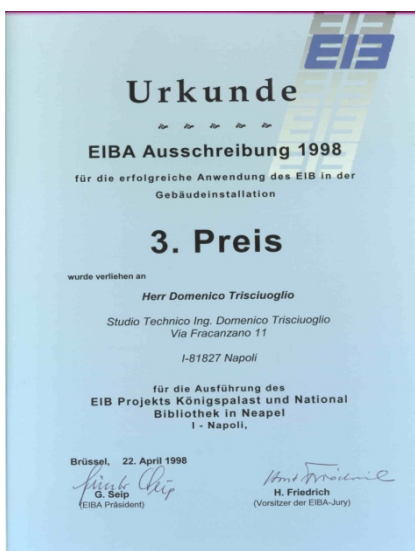 EIB
Urkunde
EIBA Ausschreibung 1998
für die erfolgreiche Anwendung des EIB in der
Gebäudeinstallation
3. Preis
wurde verliehen an
Herr Domenico Trisciuoglio
Studio Technico Ing. Domenico Trisciuoglio
Via Fracanzano 11
I-81827 Napoli
für die Ausführung des
EIB Projekts Königspalast und National
Bibliothek in Neapel
I - Napoli,
Brüssel, 22. April 1998
G. Seip
(EIBA Präsident)
H. Friedrich
(Vorsitzer der EIBA-Jury)